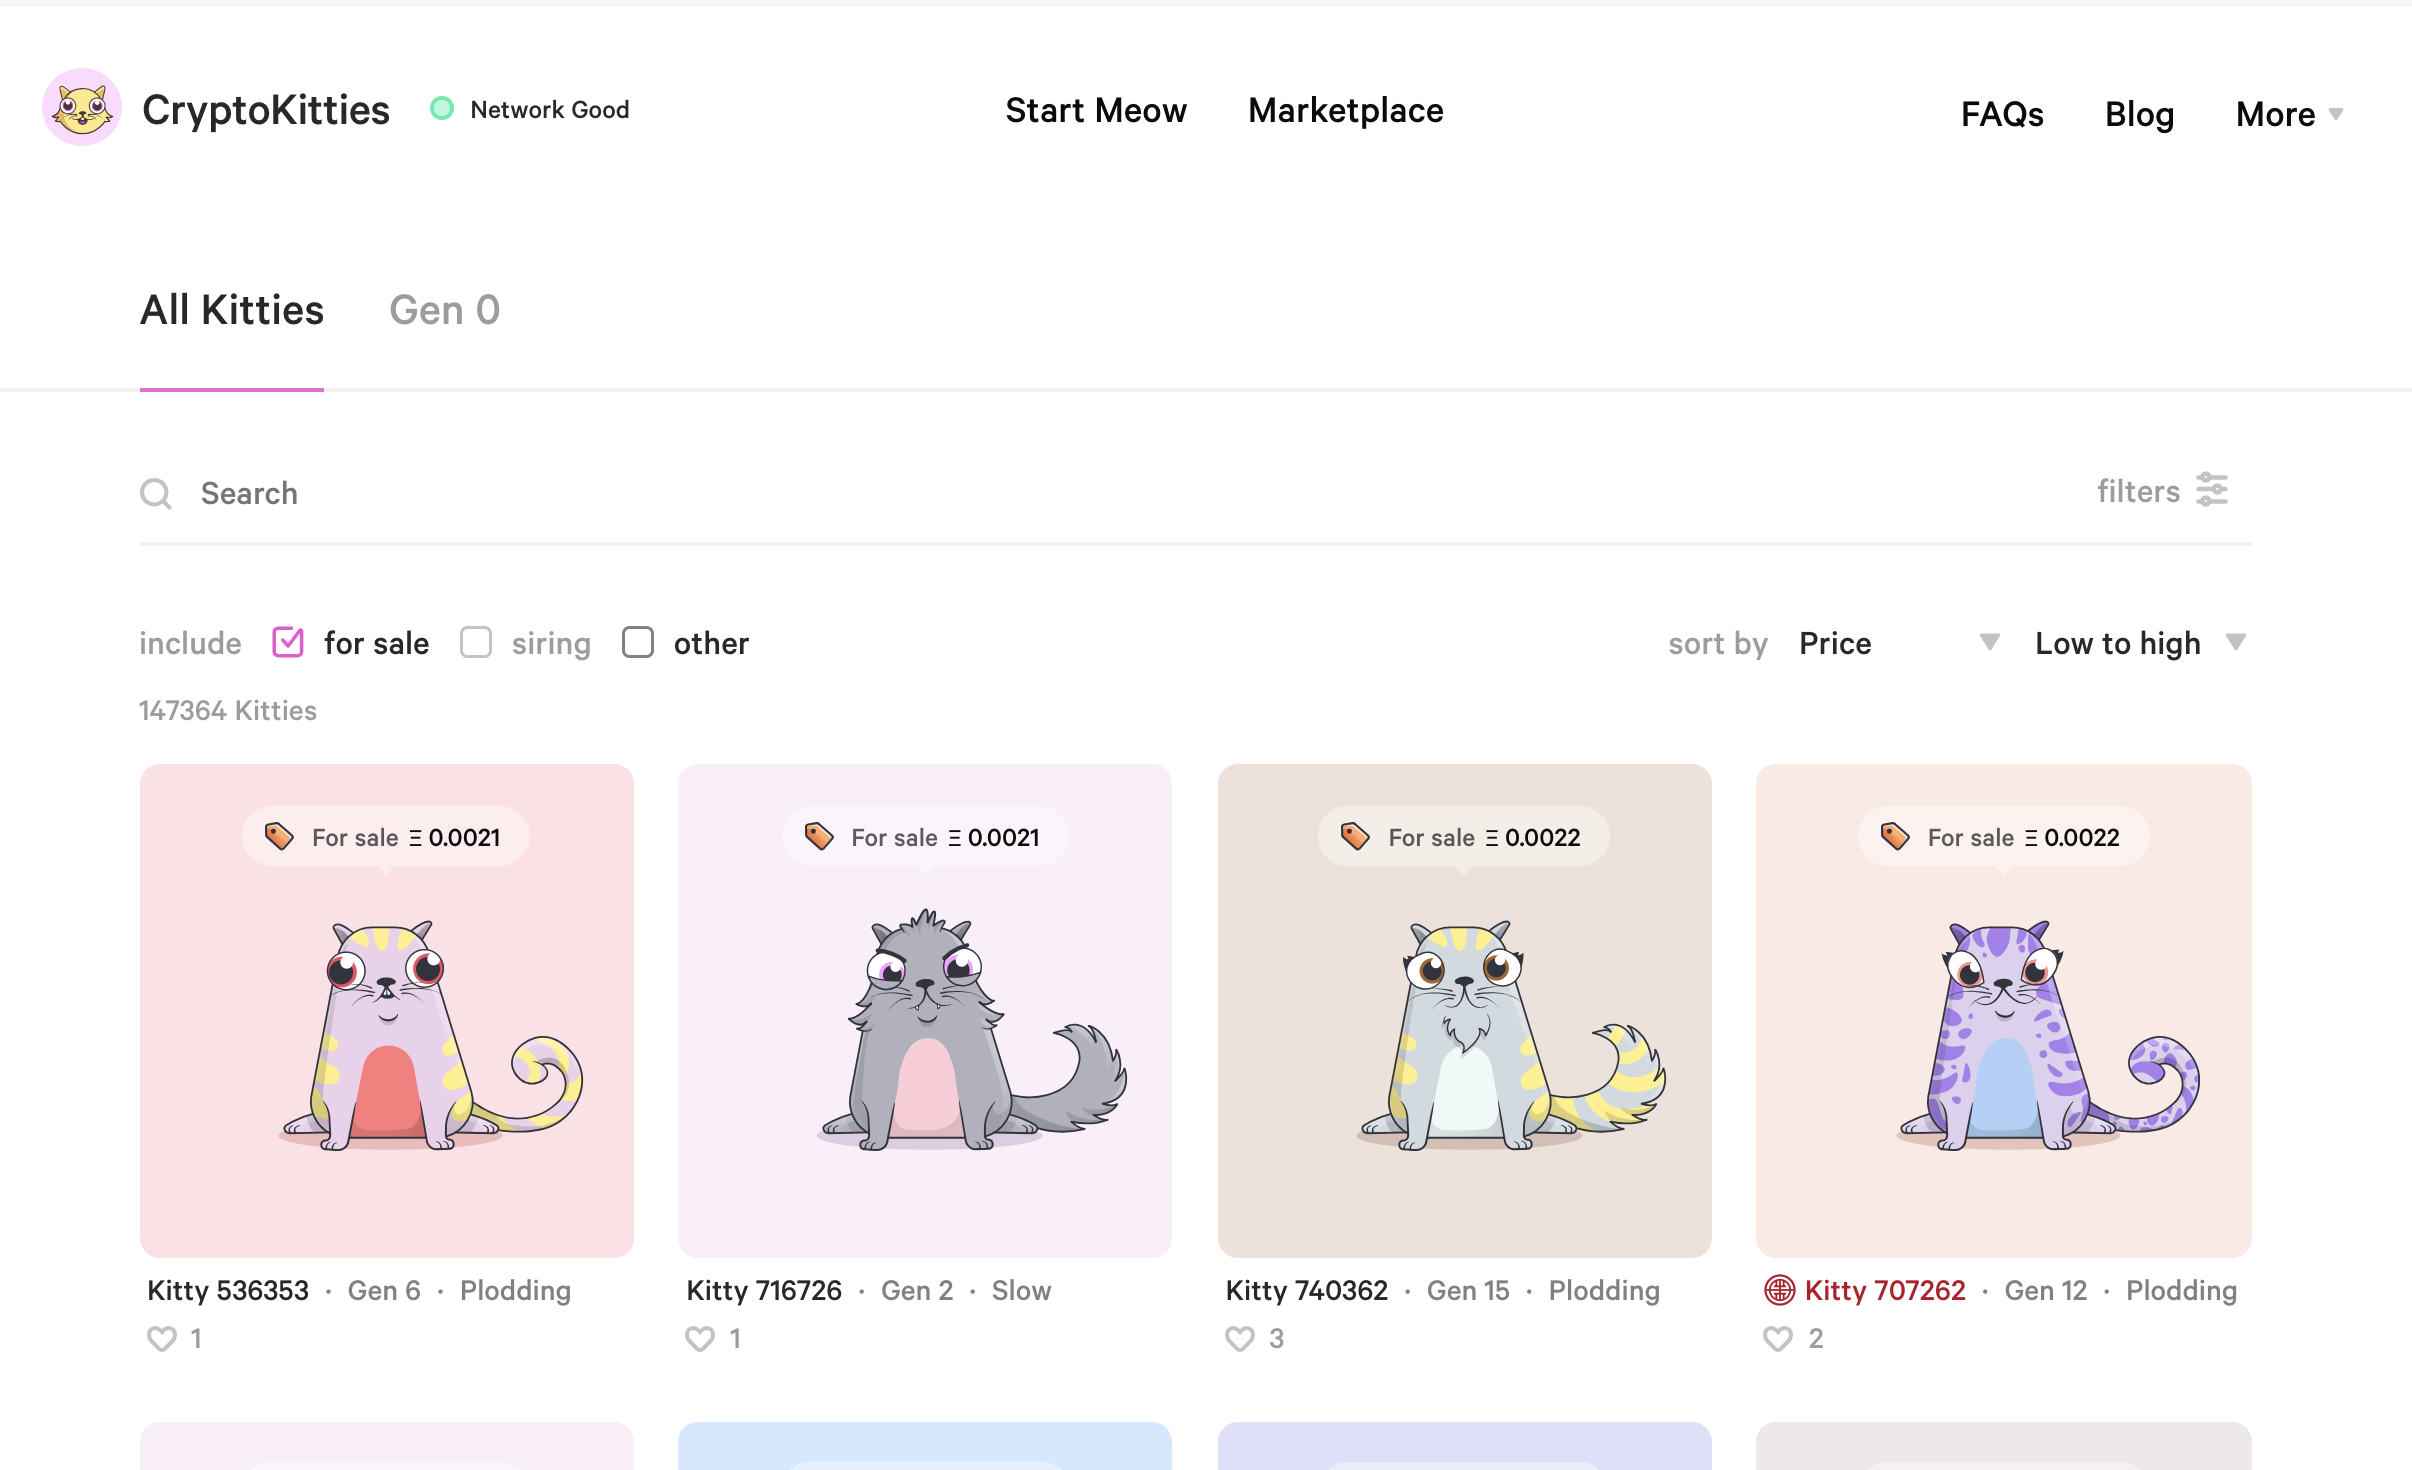 CryptoKitties Network Good Start Meow Marketplace FAQs Blog More
All Kitties Gen 0
Search filters
include for sale siring other sort by Price Low to high
147364 Kitties
For sale Ξ 0.0021
For sale Ξ 0.0021
For sale Ξ 0.0022
For sale Ξ 0.0022
Kitty 536353 · Gen 6 · Plodding
1
Kitty 716726 · Gen 2 · Slow
1
Kitty 740362 · Gen 15 · Plodding
3
Kitty 707262 · Gen 12 · Plodding
2